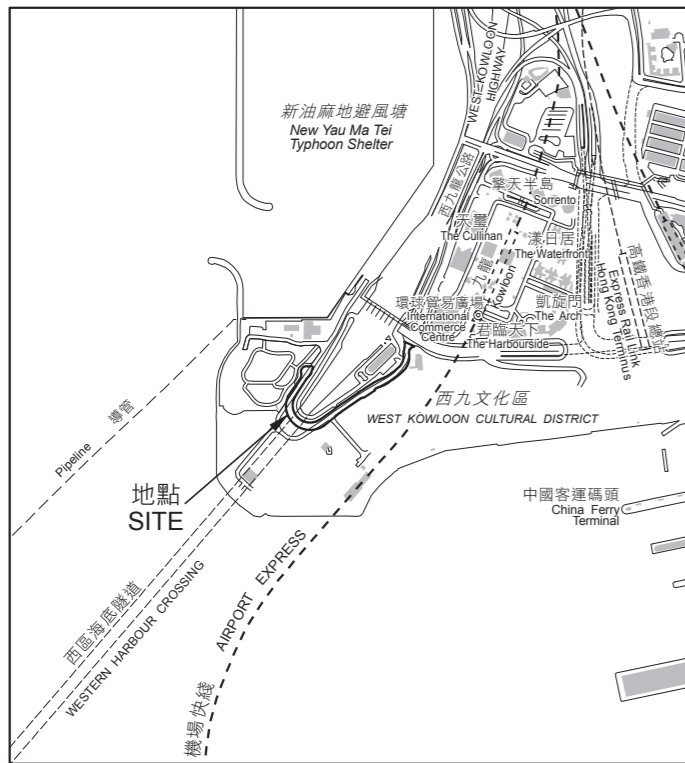 新油麻地避風塘
New Yau Ma Tei
Typhoon Shelter
WEST KOWLOON
HIGHWAY
西九龍公路
擎天半島
Sorrento
天璽
The Cullinan
漾日居
The Waterfront
九龍
Kowloon
環球貿易廣場
International
Commerce
Centre
凱旋門
The Arch
君臨天下
The Harbourside
高鐵香港段總站
Express Rail Link
Hong Kong Terminus
西九文化區
WEST KOWLOON CULTURAL DISTRICT
導管
Pipeline
地點
SITE
中國客運碼頭
China Ferry
Terminal
西區海底隧道
WESTERN HARBOUR CROSSING
機場快綫
AIRPORT EXPRESS